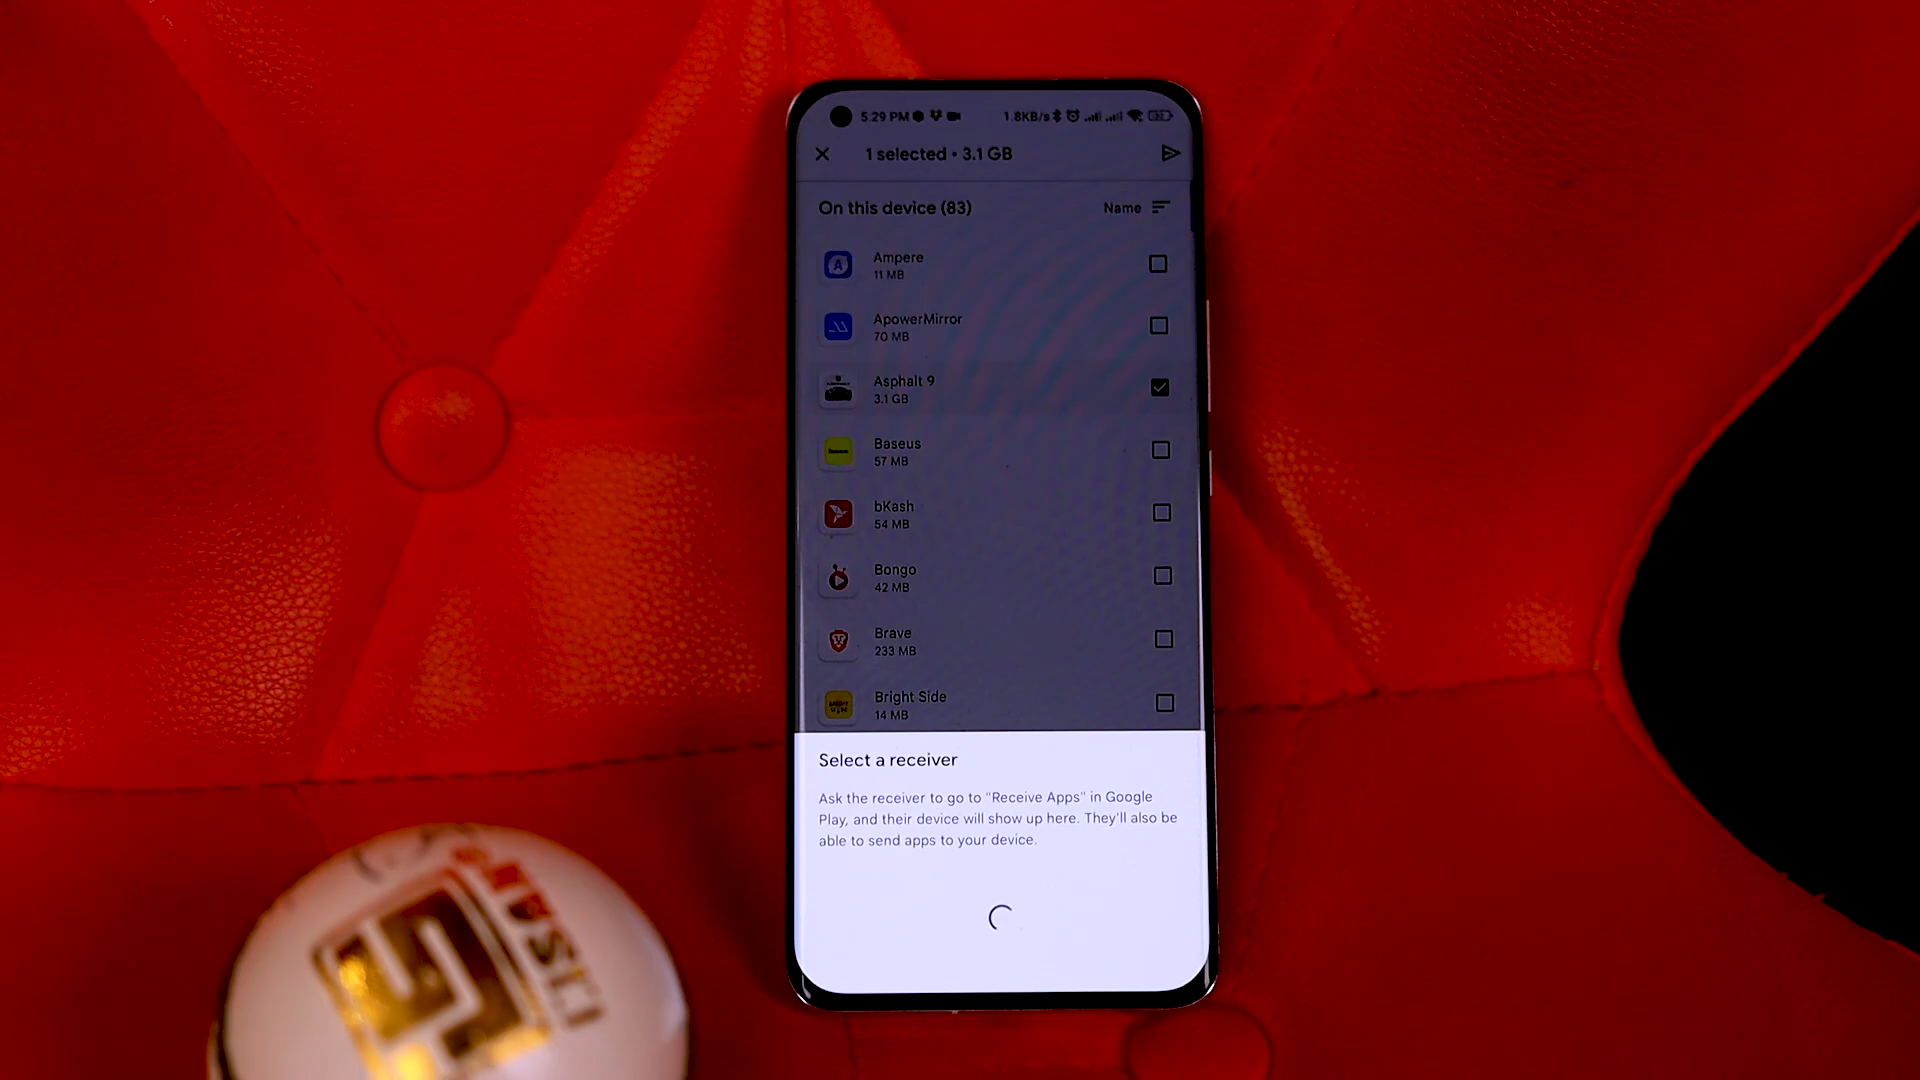 5:29 PM 1.8KB/s
1 selected • 3.1 GB
On this device (83) Name
Ampere
11 MB
ApowerMirror
70 MB
Asphalt 9
3.1 GB
Baseus
57 MB
bKash
54 MB
Bongo
42 MB
Brave
233 MB
Bright Side
14 MB
Select a receiver
Ask the receiver to go to "Receive Apps" in Google
Play, and their device will show up here. They'll also be
able to send apps to your device.